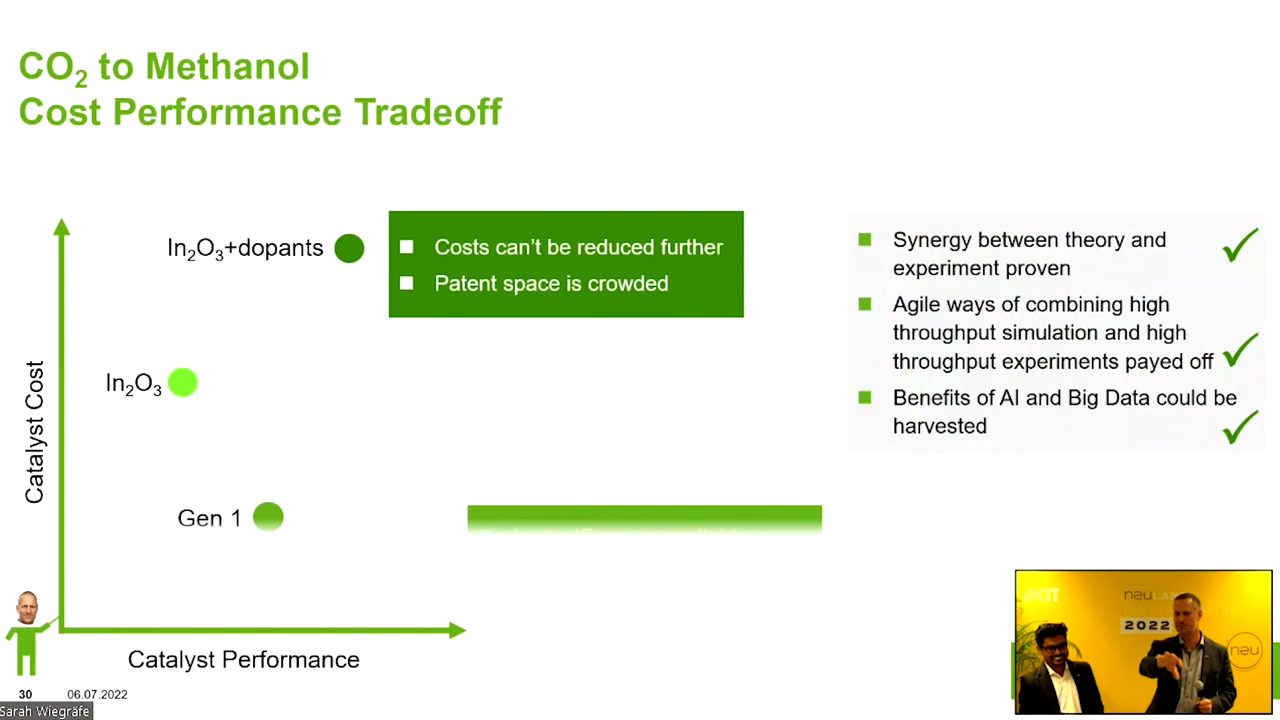 CO₂ to Methanol
Cost Performance Tradeoff
In₂O₃+dopants
Costs can't be reduced further
Patent space is crowded
Synergy between theory and
experiment proven
Agile ways of combining high
throughput simulation and high
throughput experiments payed off
Benefits of AI and Big Data could be
harvested
In₂O₃
Gen 1
Catalyst Cost
Catalyst Performance
30 06.07.2022
Sarah Wiegräfe
KIT
neuLAN
2022
neu